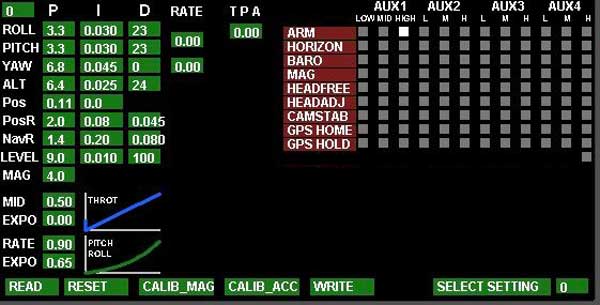 0 P I D RATE T P A AUX1 AUX2 AUX3 AUX4
LOW MID HIGH L M H L M H L M H
ROLL 3.3 0.030 23 0.00 0.00 ARM
PITCH 3.3 0.030 23 HORIZON
YAW 6.8 0.045 0 0.00 BARO
MAG
ALT 6.4 0.025 24 HEADFREE
Pos 0.11 0.0 HEADADJ
PosR 2.0 0.08 0.045 CAMSTAB
NavR 1.4 0.20 0.080 GPS HOME
GPS HOLD
LEVEL 9.0 0.010 100
MAG 4.0
MID 0.50 THROT
EXPO 0.00
RATE 0.90 PITCH
ROLL
EXPO 0.65
READ RESET CALIB_MAG CALIB_ACC WRITE SELECT SETTING 0